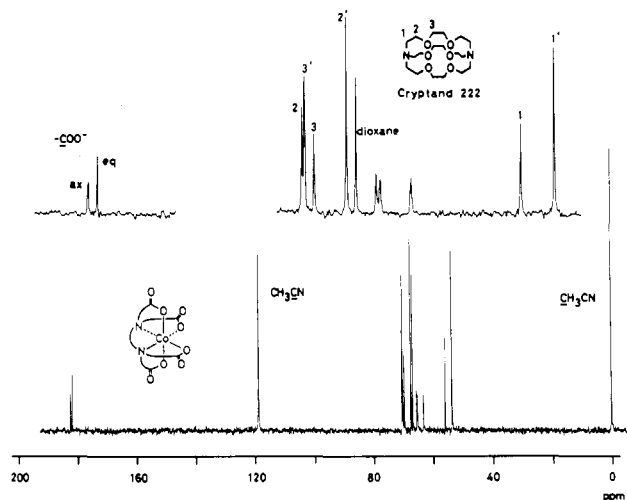 2'
1 2 3
O O
N O O N
O O
Cryptand 222
1'
3'
2
3
dioxane
1
-COO⁻
eq
ax
O
O
O
N
O
Co
N
O
O
O
O
CH₃CN
CH₃CN
200 160 120 80 40 0
ppm